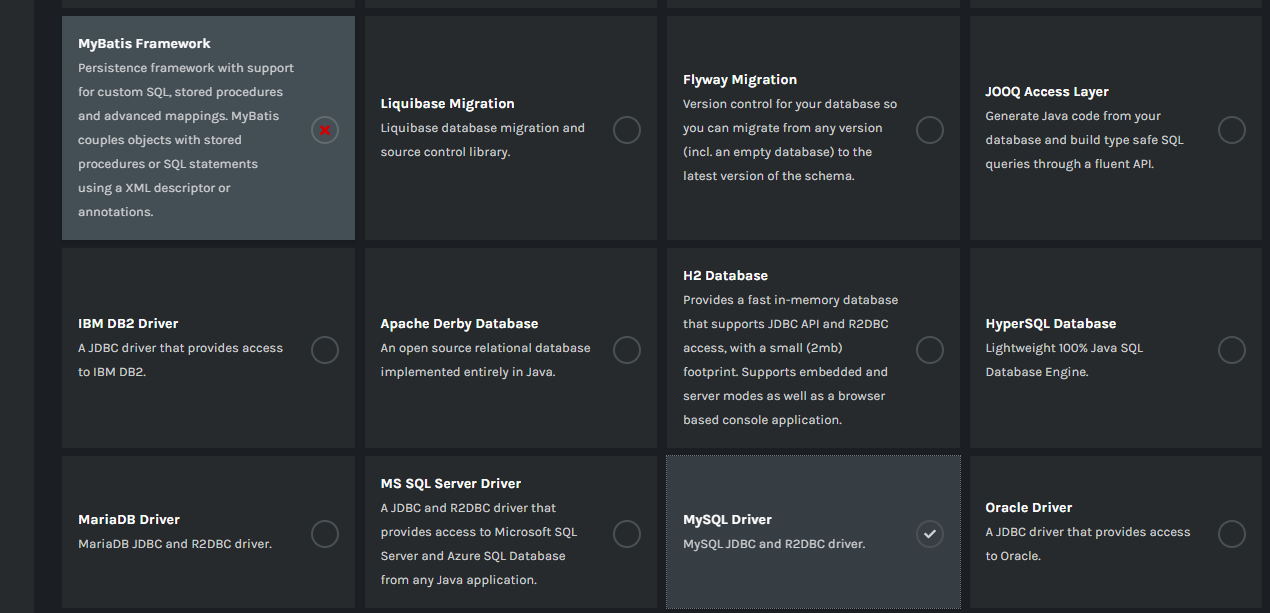 MyBatis Framework
Persistence framework with support
for custom SQL, stored procedures
and advanced mappings. MyBatis
couples objects with stored
procedures or SQL statements
using a XML descriptor or
annotations.
Liquibase Migration
Liquibase database migration and
source control library.
Flyway Migration
Version control for your database so
you can migrate from any version
(incl. an empty database) to the
latest version of the schema.
JOOQ Access Layer
Generate Java code from your
database and build type safe SQL
queries through a fluent API.
IBM DB2 Driver
A JDBC driver that provides access
to IBM DB2.
Apache Derby Database
An open source relational database
implemented entirely in Java.
H2 Database
Provides a fast in-memory database
that supports JDBC API and R2DBC
access, with a small (2mb)
footprint. Supports embedded and
server modes as well as a browser
based console application.
HyperSQL Database
Lightweight 100% Java SQL
Database Engine.
MariaDB Driver
MariaDB JDBC and R2DBC driver.
MS SQL Server Driver
A JDBC and R2DBC driver that
provides access to Microsoft SQL
Server and Azure SQL Database
from any Java application.
MySQL Driver
MySQL JDBC and R2DBC driver.
Oracle Driver
A JDBC driver that provides access
to Oracle.